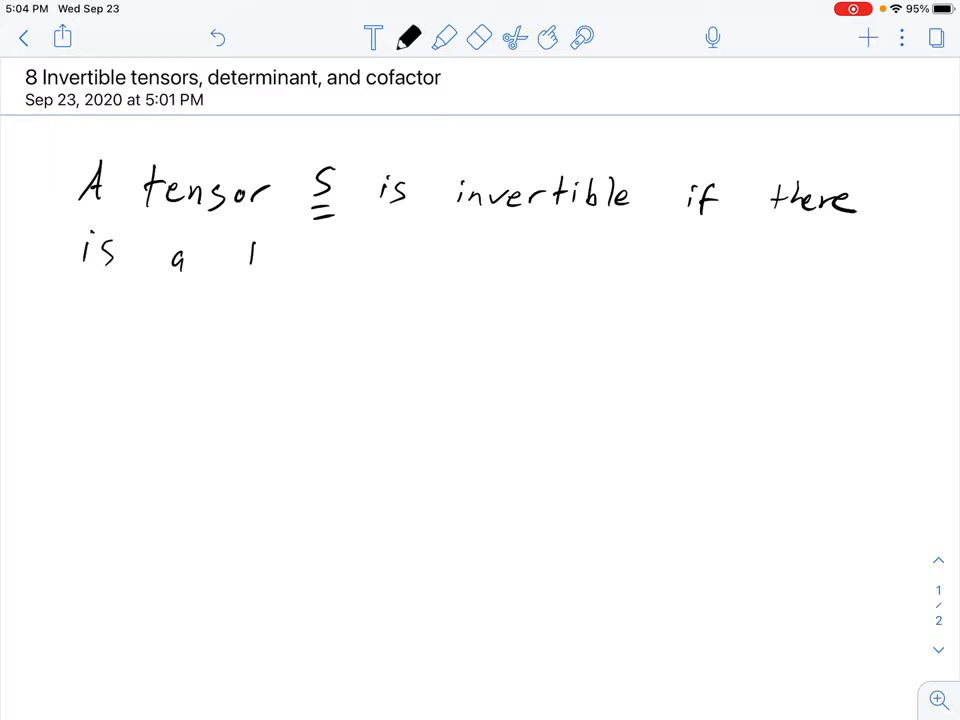 5:04 PM Wed Sep 23 95%
8 Invertible tensors, determinant, and cofactor
Sep 23, 2020 at 5:01 PM
A tensor S is invertible if there
is a
1
/
2